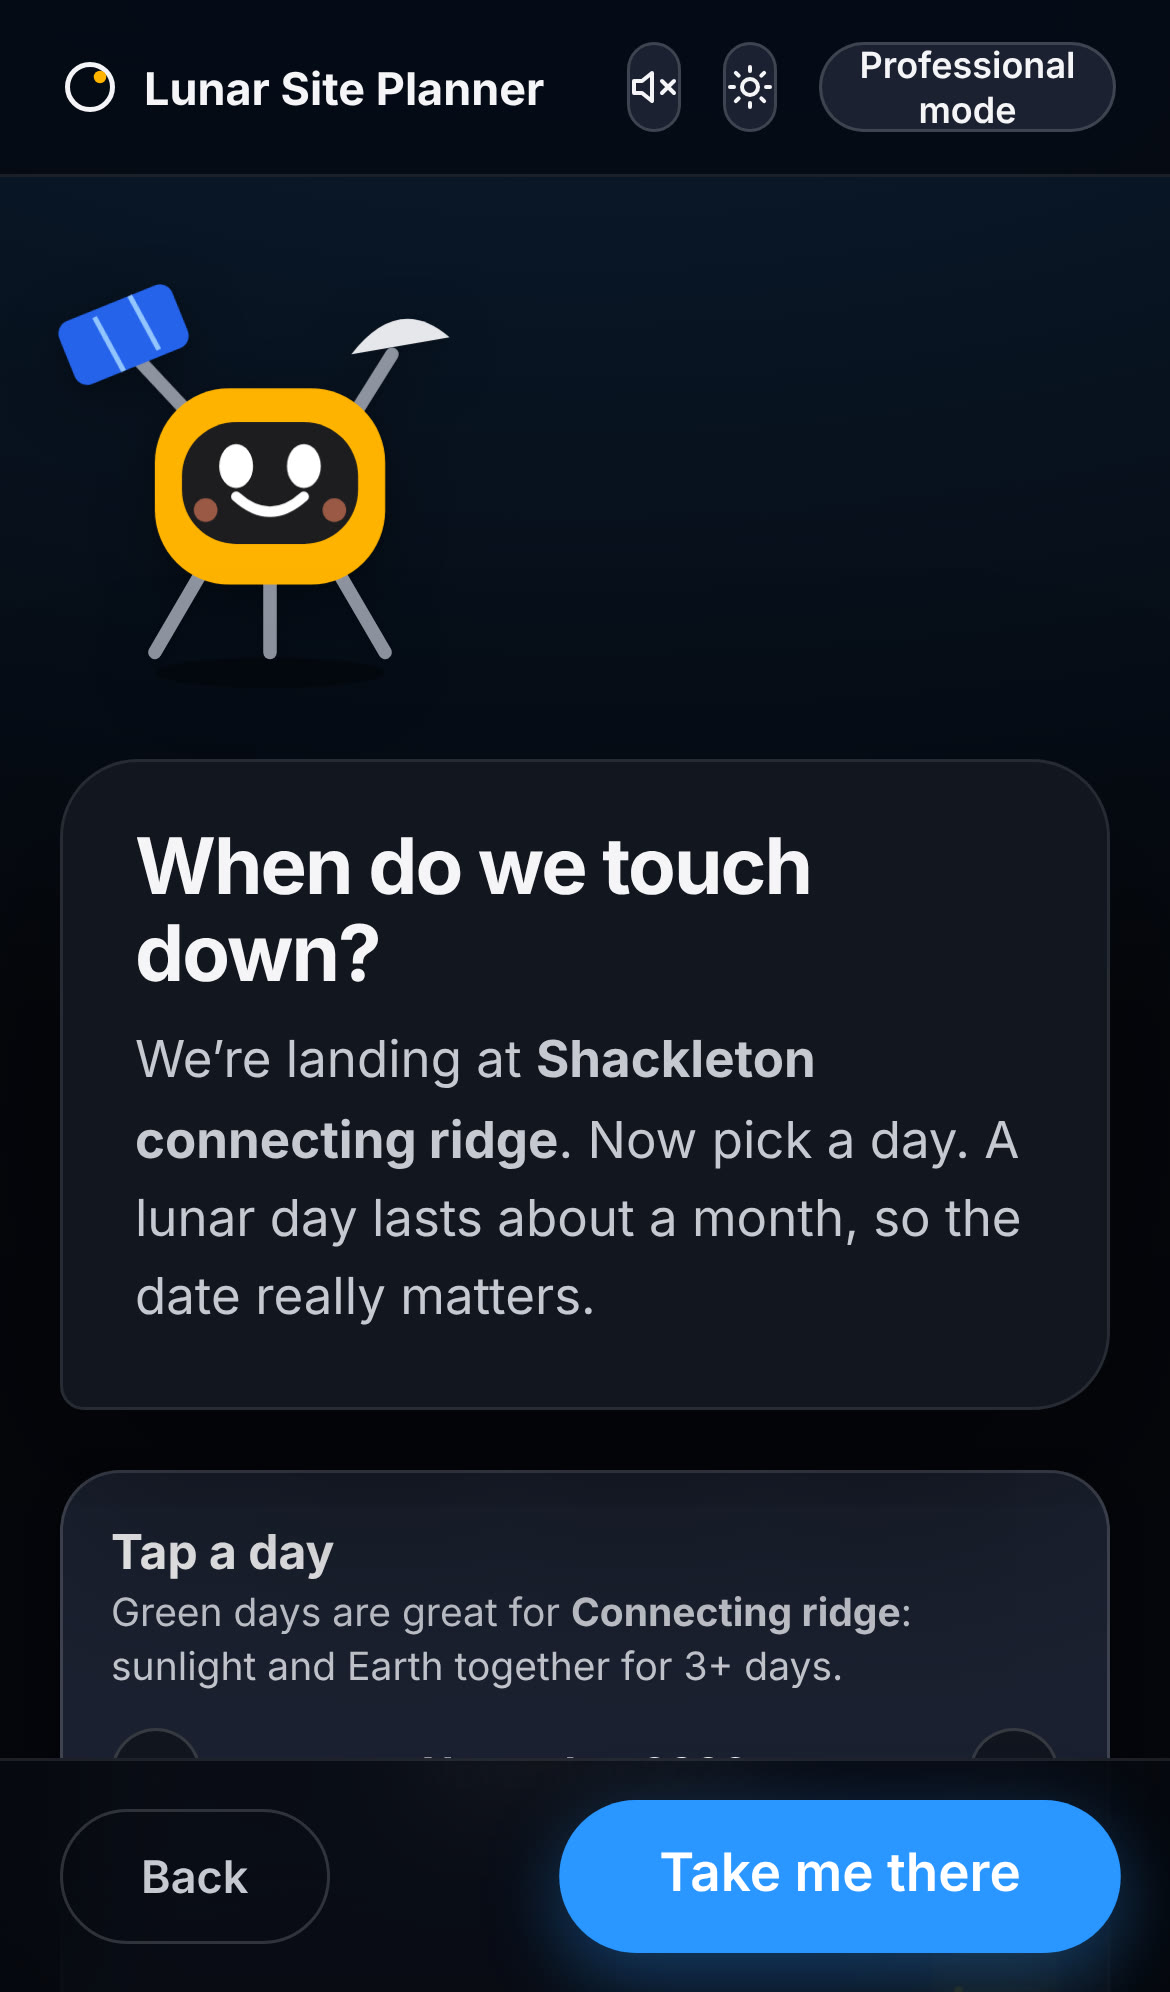 Lunar Site Planner
Professional
mode
When do we touch
down?
We’re landing at Shackleton
connecting ridge. Now pick a day. A
lunar day lasts about a month, so the
date really matters.
Tap a day
Green days are great for Connecting ridge:
sunlight and Earth together for 3+ days.
Back
Take me there